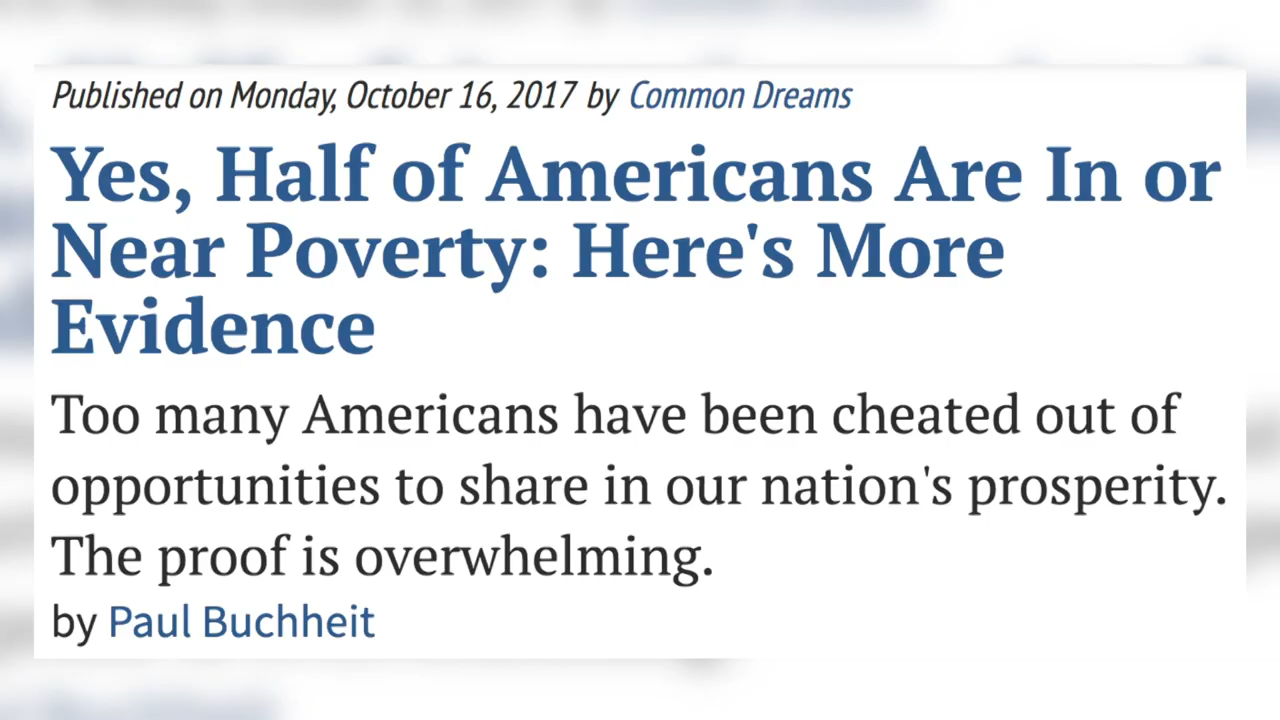 Published on Monday, October 16, 2017 by Common Dreams
Yes, Half of Americans Are In or
Near Poverty: Here's More
Evidence
Too many Americans have been cheated out of
opportunities to share in our nation's prosperity.
The proof is overwhelming.
by Paul Buchheit